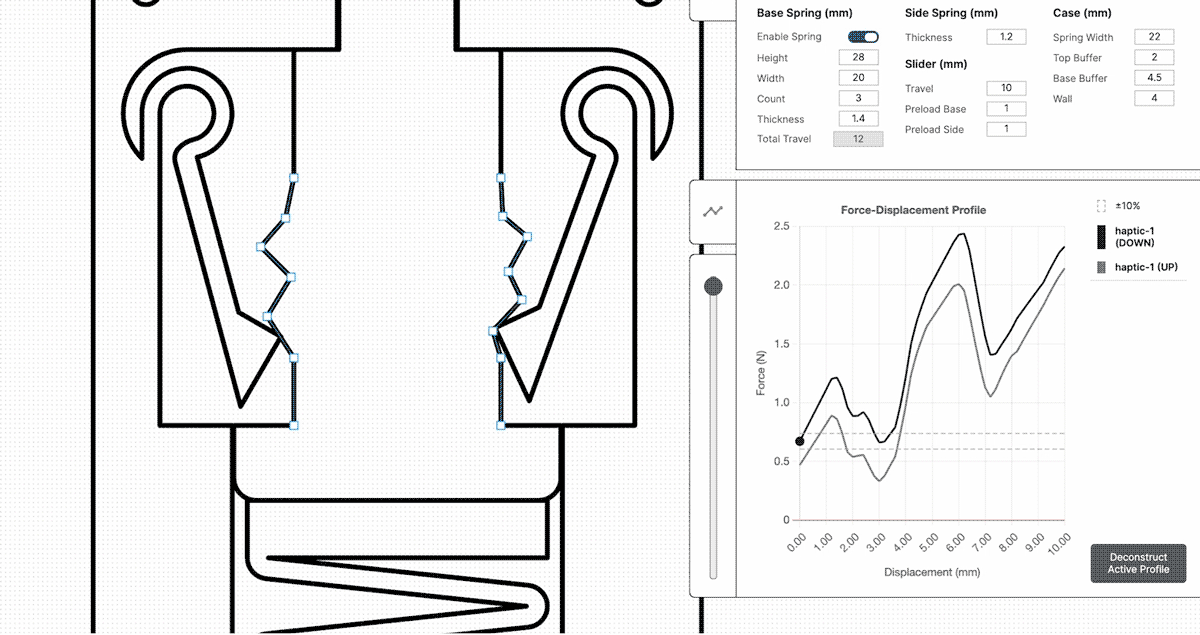 Base Spring (mm)
Enable Spring
Height 28
Width 20
Count 3
Thickness 1.4
Total Travel 12
Side Spring (mm)
Thickness 1.2
Slider (mm)
Travel 10
Preload Base 1
Preload Side 1
Case (mm)
Spring Width 22
Top Buffer 2
Base Buffer 4.5
Wall 4
Force-Displacement Profile
2.5
2.0
1.5
1.0
0.5
0
Force (N)
0.00 1.00 2.00 3.00 4.00 5.00 6.00 7.00 8.00 9.00 10.00
Displacement (mm)
±10%
haptic-1
(DOWN)
haptic-1 (UP)
Deconstruct
Active Profile